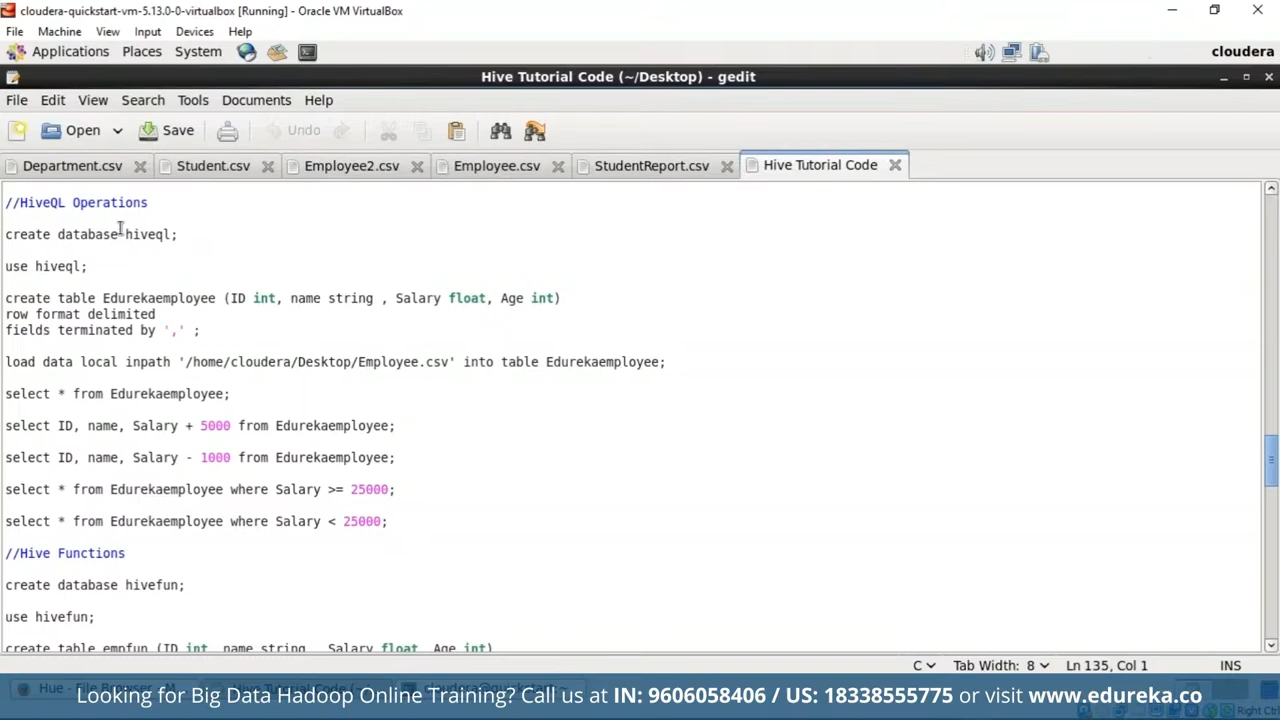 cloudera-quickstart-vm-5.13.0-0-virtualbox [Running] - Oracle VM VirtualBox
File Machine View Input Devices Help
Applications Places System cloudera
Hive Tutorial Code (~/Desktop) - gedit
File Edit View Search Tools Documents Help
Open Save Undo
Department.csv Student.csv Employee2.csv Employee.csv StudentReport.csv Hive Tutorial Code
//HiveQL Operations
create database hiveql;
use hiveql;
create table Edurekaemployee (ID int, name string , Salary float, Age int)
row format delimited
fields terminated by ',' ;
load data local inpath '/home/cloudera/Desktop/Employee.csv' into table Edurekaemployee;
select * from Edurekaemployee;
select ID, name, Salary + 5000 from Edurekaemployee;
select ID, name, Salary - 1000 from Edurekaemployee;
select * from Edurekaemployee where Salary >= 25000;
select * from Edurekaemployee where Salary < 25000;
//Hive Functions
create database hivefun;
use hivefun;
create table empfun (ID int, name string , Salary float, Age int)
C Tab Width: 8 Ln 135, Col 1 INS
Looking for Big Data Hadoop Online Training? Call us at IN: 9606058406 / US: 18338555775 or visit www.edureka.co
Right Ctrl